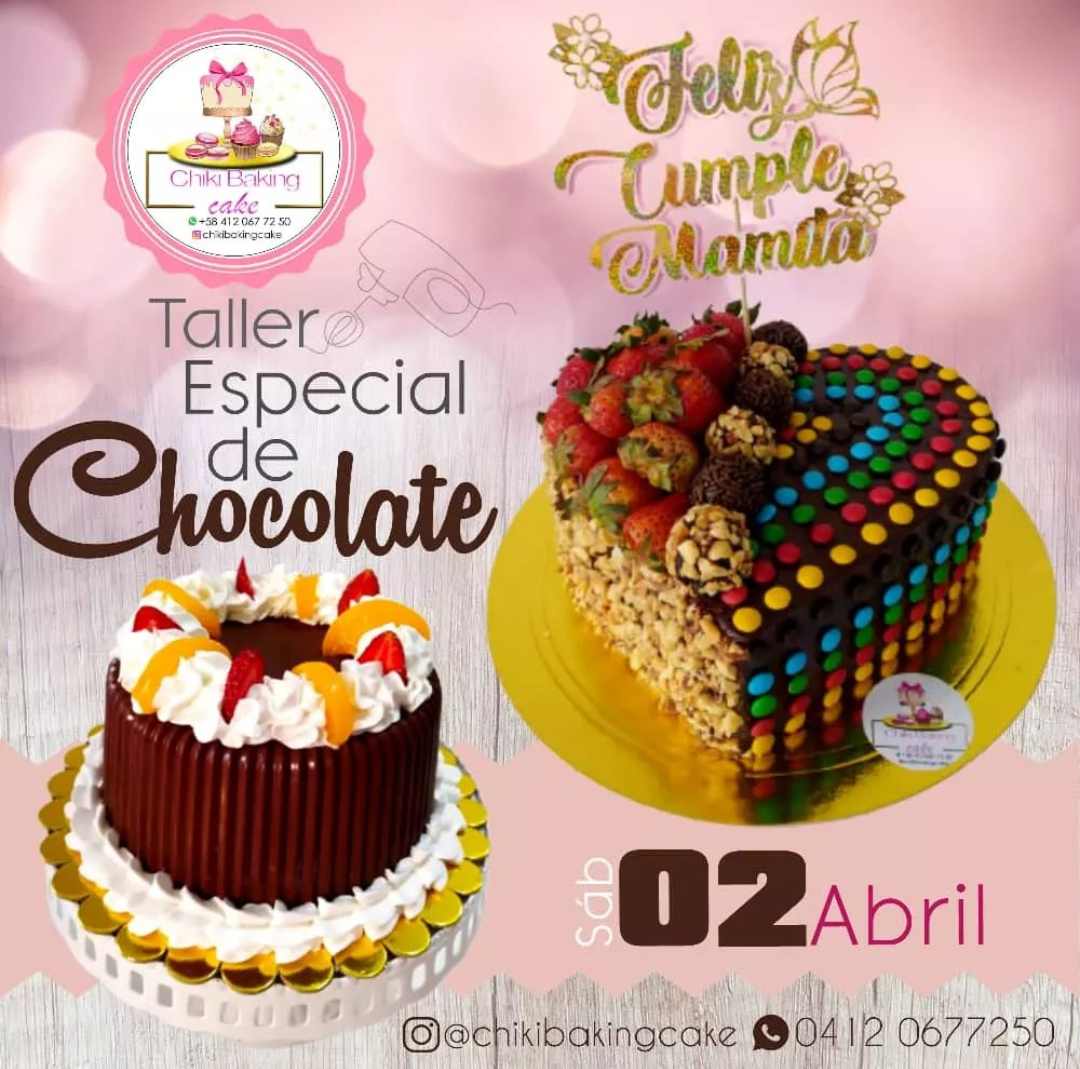 Chiki Baking
cake
+58 412 067 72 50
chikibakingcake
Feliz
Cumple
Mamita
Taller
Especial
de
Chocolate
cake
Sáb 02 Abril
@chikibakingcake 0412 0677250